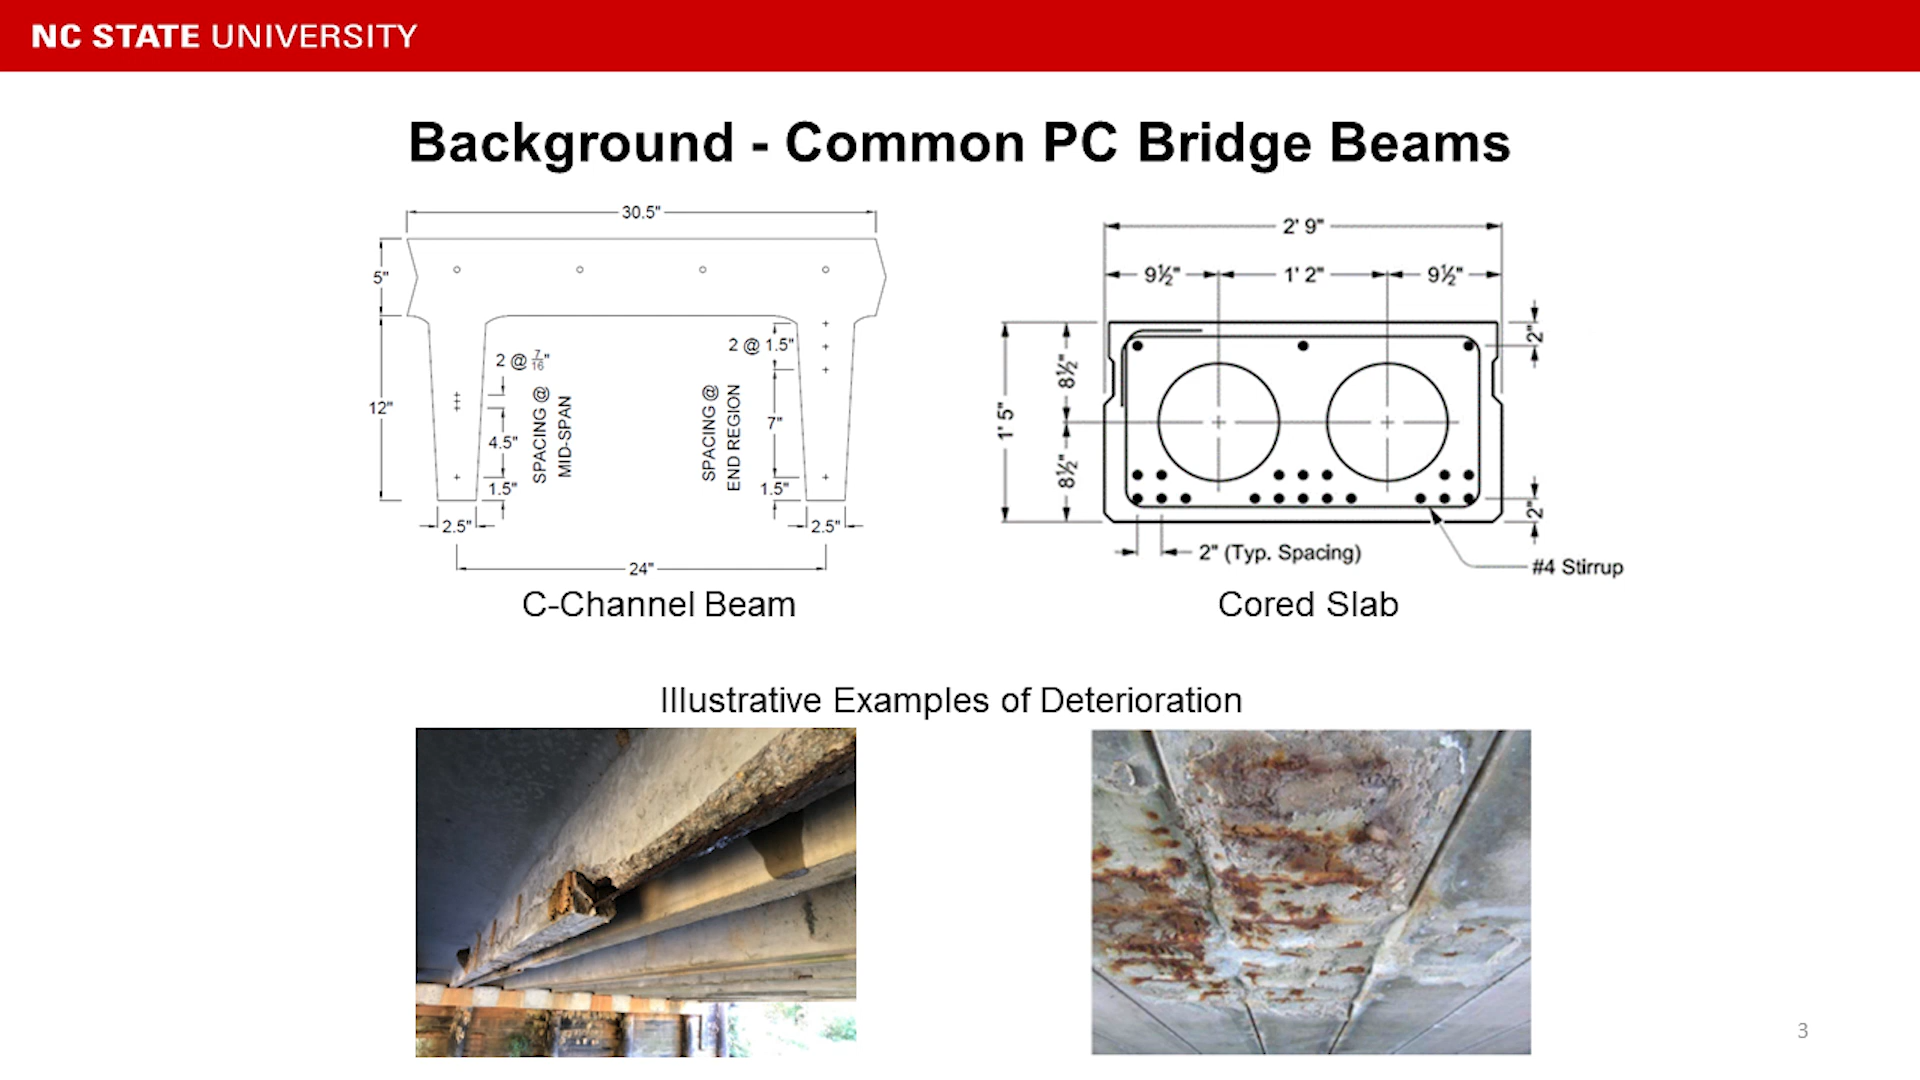 NC STATE UNIVERSITY
Background - Common PC Bridge Beams
30.5"
5"
12"
2 @ 7/16"
4.5"
1.5"
SPACING @
MID-SPAN
2 @ 1.5"
7"
1.5"
SPACING @
END REGION
2.5"
2.5"
24"
C-Channel Beam
2' 9"
9½"
1' 2"
9½"
1' 5"
8½"
8½"
2"
2"
2" (Typ. Spacing)
#4 Stirrup
Cored Slab
Illustrative Examples of Deterioration
3